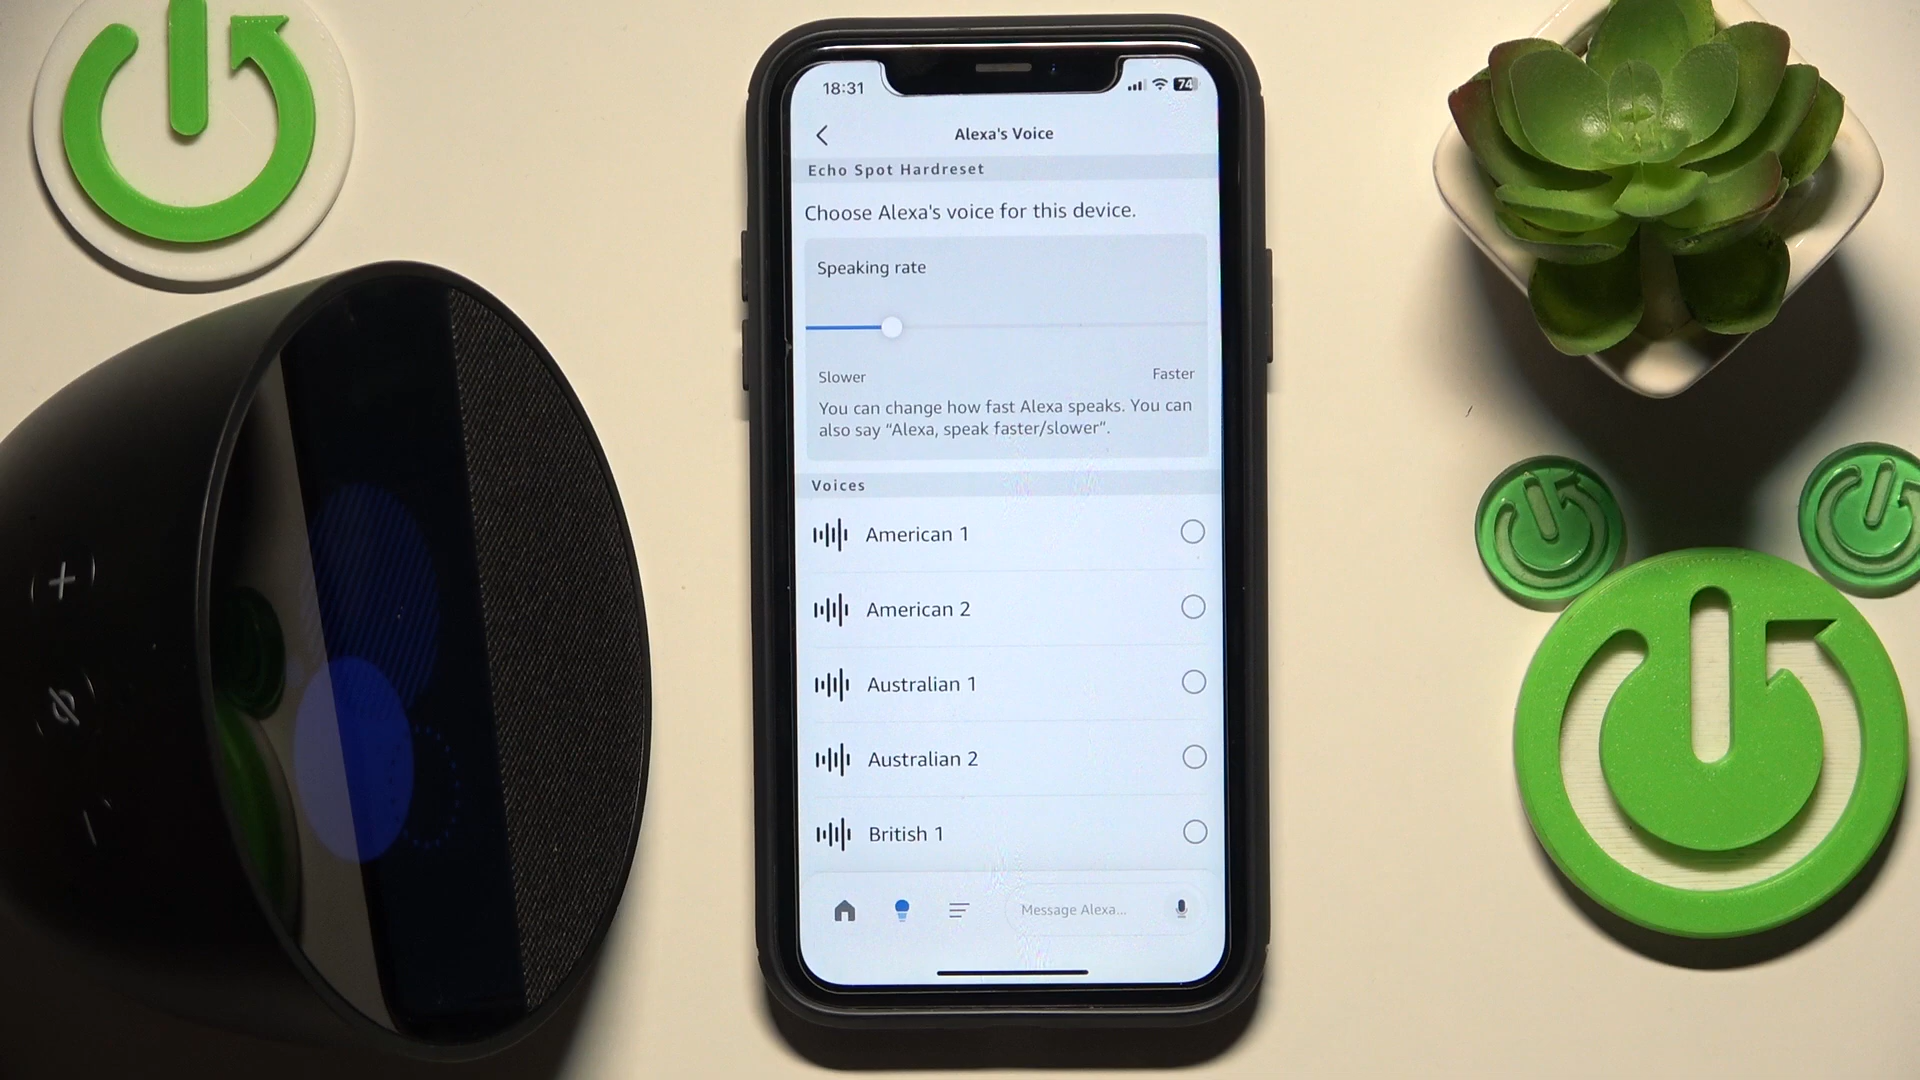 18:31
74
Alexa's Voice
Echo Spot Hardreset
Choose Alexa's voice for this device.
Speaking rate
Slower
Faster
You can change how fast Alexa speaks. You can
also say “Alexa, speak faster/slower”.
Voices
American 1
American 2
Australian 1
Australian 2
British 1
Message Alexa...